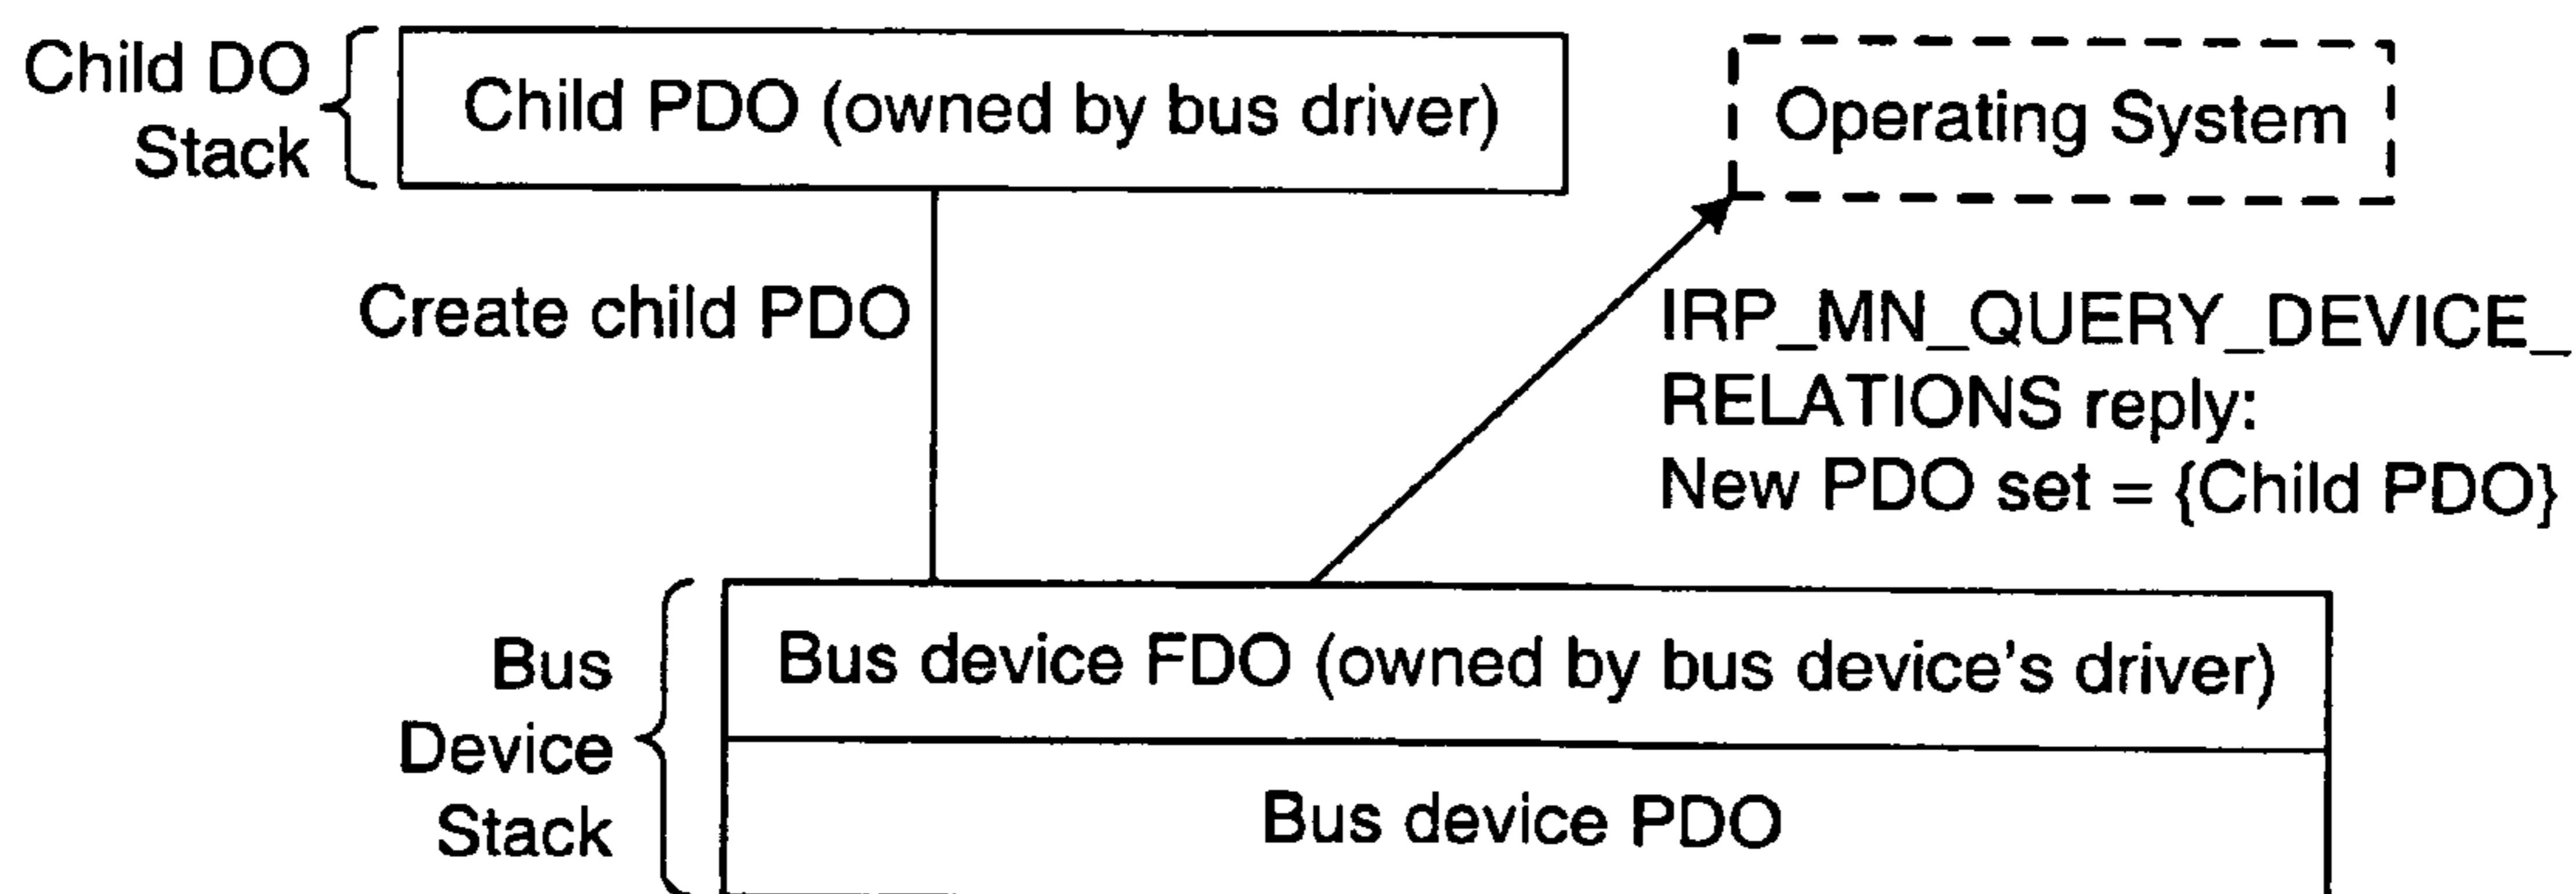 Child DO
Stack
Child PDO (owned by bus driver)
Operating System
Create child PDO
IRP_MN_QUERY_DEVICE_
RELATIONS reply:
New PDO set = {Child PDO}
Bus
Device
Stack
Bus device FDO (owned by bus device's driver)
Bus device PDO